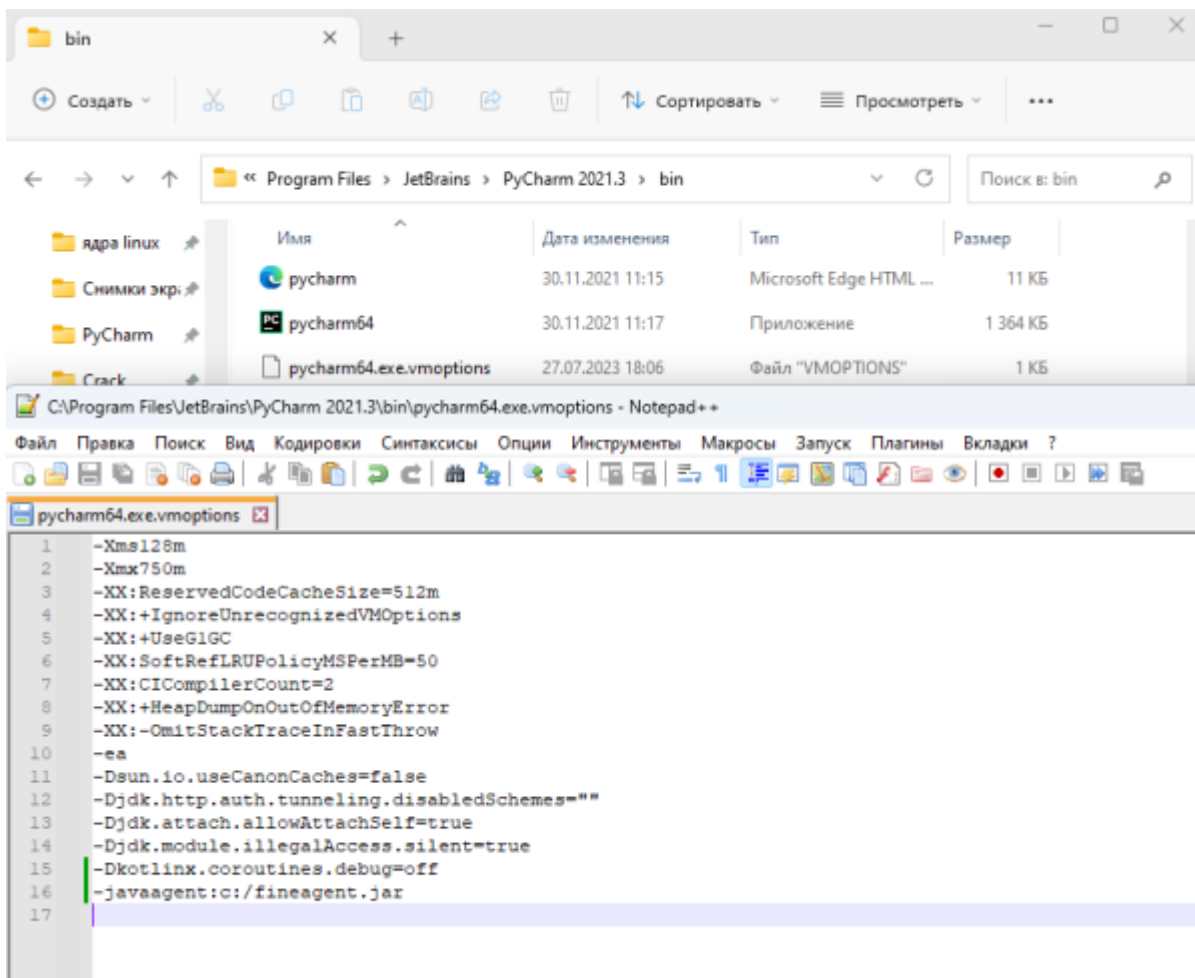 bin
Создать
Сортировать
Просмотреть
Program Files > JetBrains > PyCharm 2021.3 > bin
Поиск в: bin
Имя Дата изменения Тип Размер
ядра linux
pycharm 30.11.2021 11:15 Microsoft Edge HTML ... 11 КБ
Снимки экр
pycharm64 30.11.2021 11:17 Приложение 1 364 КБ
PyCharm
pycharm64.exe.vmoptions 27.07.2023 18:06 Файл "VMOPTIONS" 1 КБ
Crack
C:\Program Files\JetBrains\PyCharm 2021.3\bin\pycharm64.exe.vmoptions - Notepad++
Файл Правка Поиск Вид Кодировки Синтаксисы Опции Инструменты Макросы Запуск Плагины Вкладки ?
pycharm64.exe.vmoptions
1 -Xms128m
2 -Xmx750m
3 -XX:ReservedCodeCacheSize=512m
4 -XX:+IgnoreUnrecognizedVMOptions
5 -XX:+UseG1GC
6 -XX:SoftRefLRUPolicyMSPerMB=50
7 -XX:CICompilerCount=2
8 -XX:+HeapDumpOnOutOfMemoryError
9 -XX:-OmitStackTraceInFastThrow
10 -ea
11 -Dsun.io.useCanonCaches=false
12 -Djdk.http.auth.tunneling.disabledSchemes=""
13 -Djdk.attach.allowAttachSelf=true
14 -Djdk.module.illegalAccess.silent=true
15 -Dkotlinx.coroutines.debug=off
16 -javaagent:c:/fineagent.jar
17